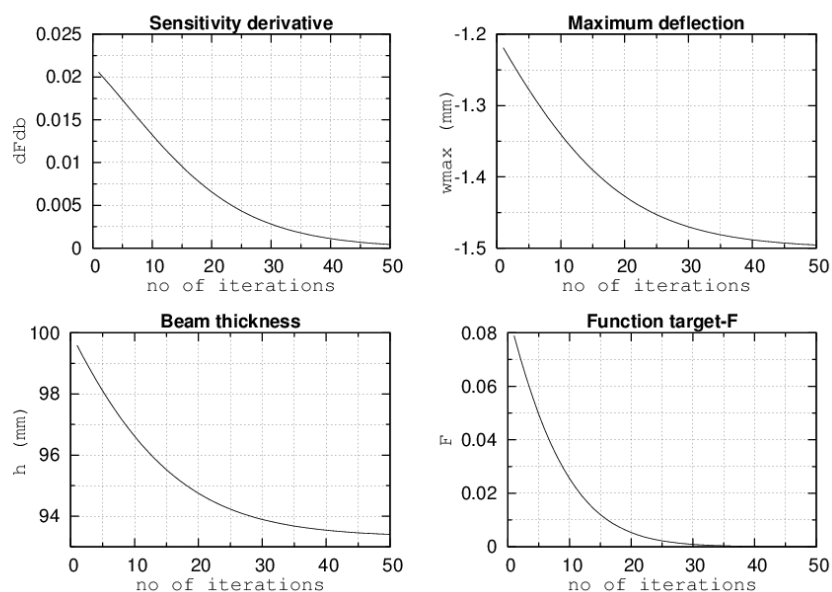 Sensitivity derivative
0.025
0.02
0.015
0.01
0.005
0
dFdb
0 10 20 30 40 50
no of iterations
Maximum deflection
-1.2
-1.3
-1.4
-1.5
wmax (mm)
0 10 20 30 40 50
no of iterations
Beam thickness
100
98
96
94
h (mm)
0 10 20 30 40 50
no of iterations
Function target-F
0.08
0.06
0.04
0.02
0
F
0 10 20 30 40 50
no of iterations